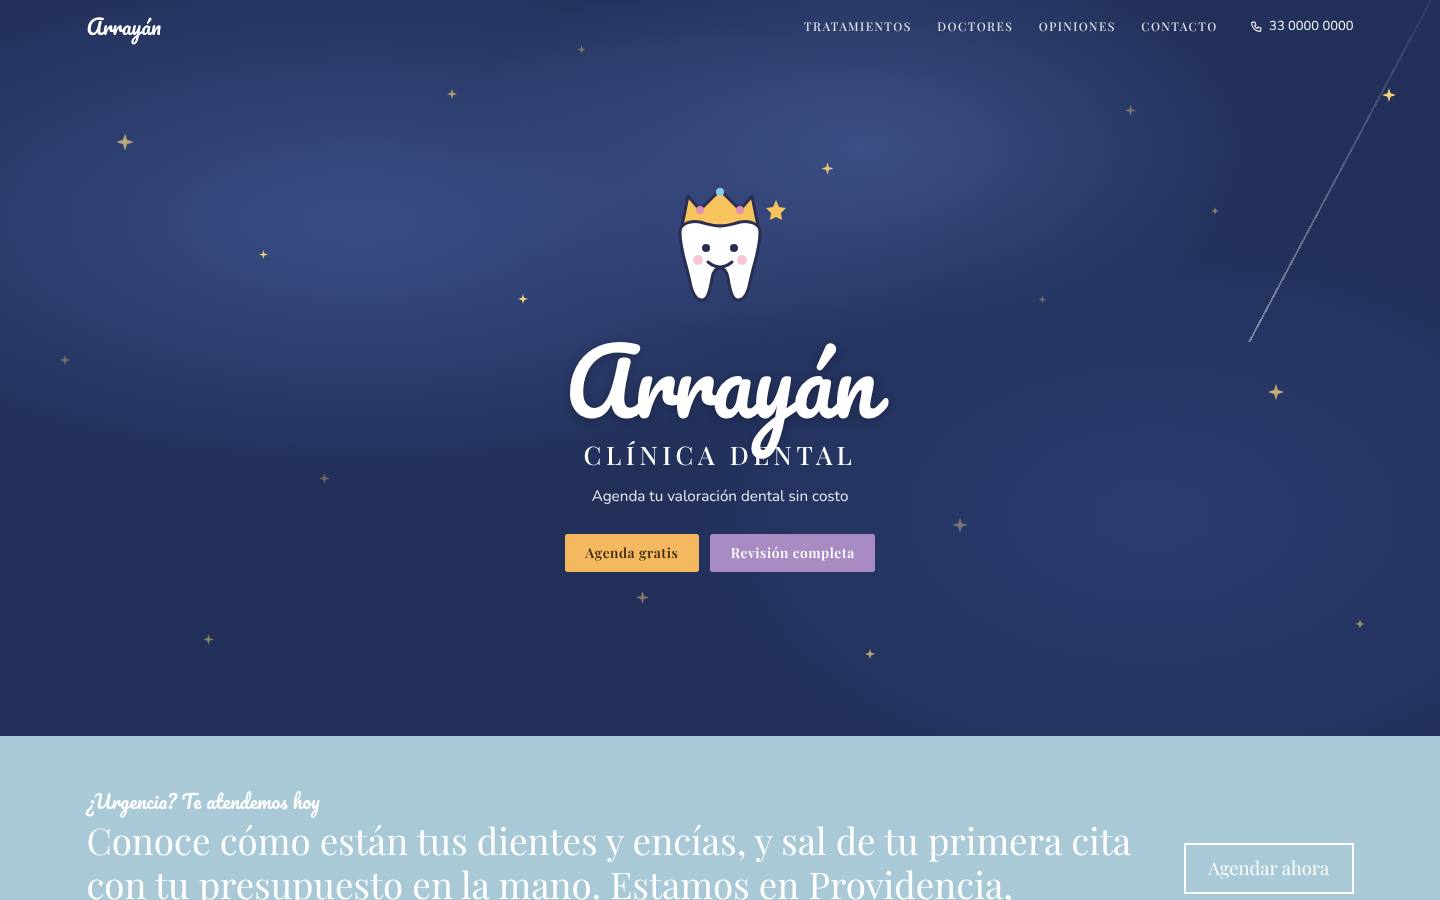 Arrayán
TRATAMIENTOS DOCTORES OPINIONES CONTACTO 33 0000 0000
Arrayán
CLÍNICA DENTAL
Agenda tu valoración dental sin costo
Agenda gratis Revisión completa
¿Urgencia? Te atendemos hoy
Conoce cómo están tus dientes y encías, y sal de tu primera cita
con tu presupuesto en la mano. Estamos en Providencia,
Agendar ahora